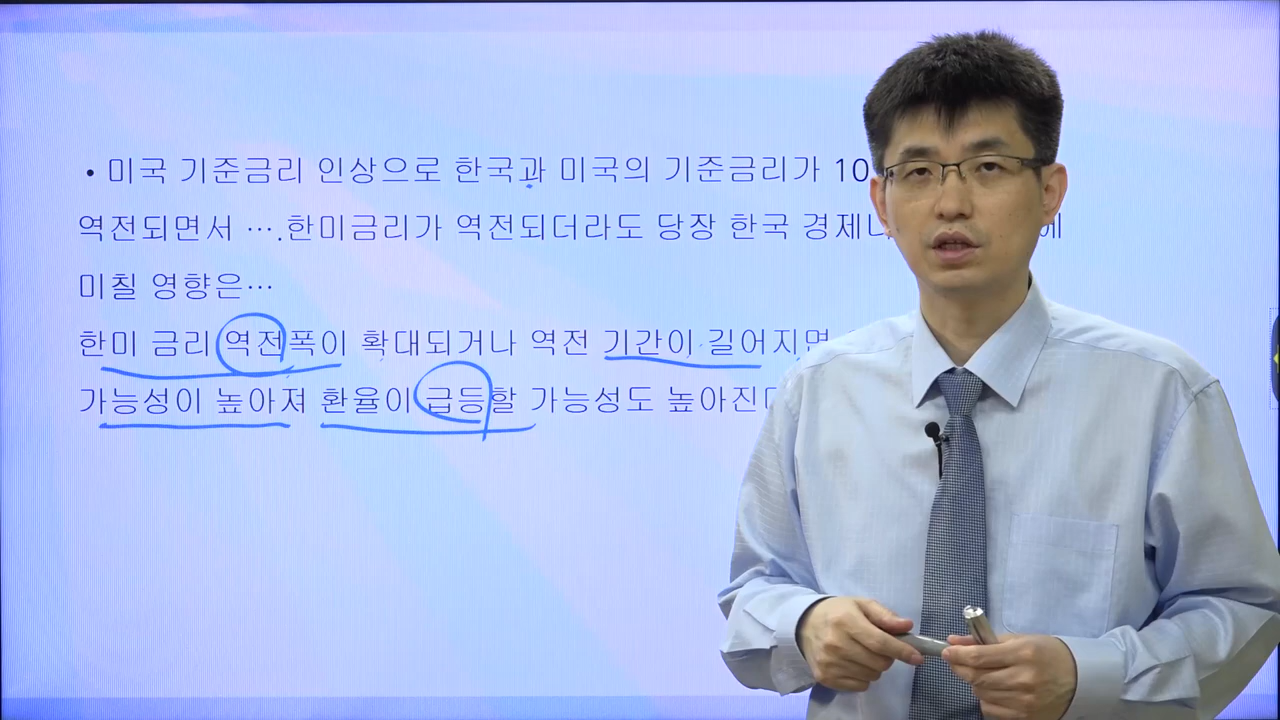 • 미국 기준금리 인상으로 한국과 미국의 기준금리가 10
역전되면서 ….한미금리가 역전되더라도 당장 한국 경제 에
미칠 영향은…
한미 금리 역전폭이 확대되거나 역전 기간이 길어지면
가능성이 높아져 환율이 급등할 가능성도 높아진다